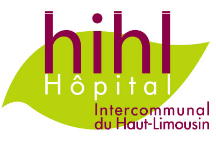 hihl
Hôpital
Intercommunal
du Haut-Limousin